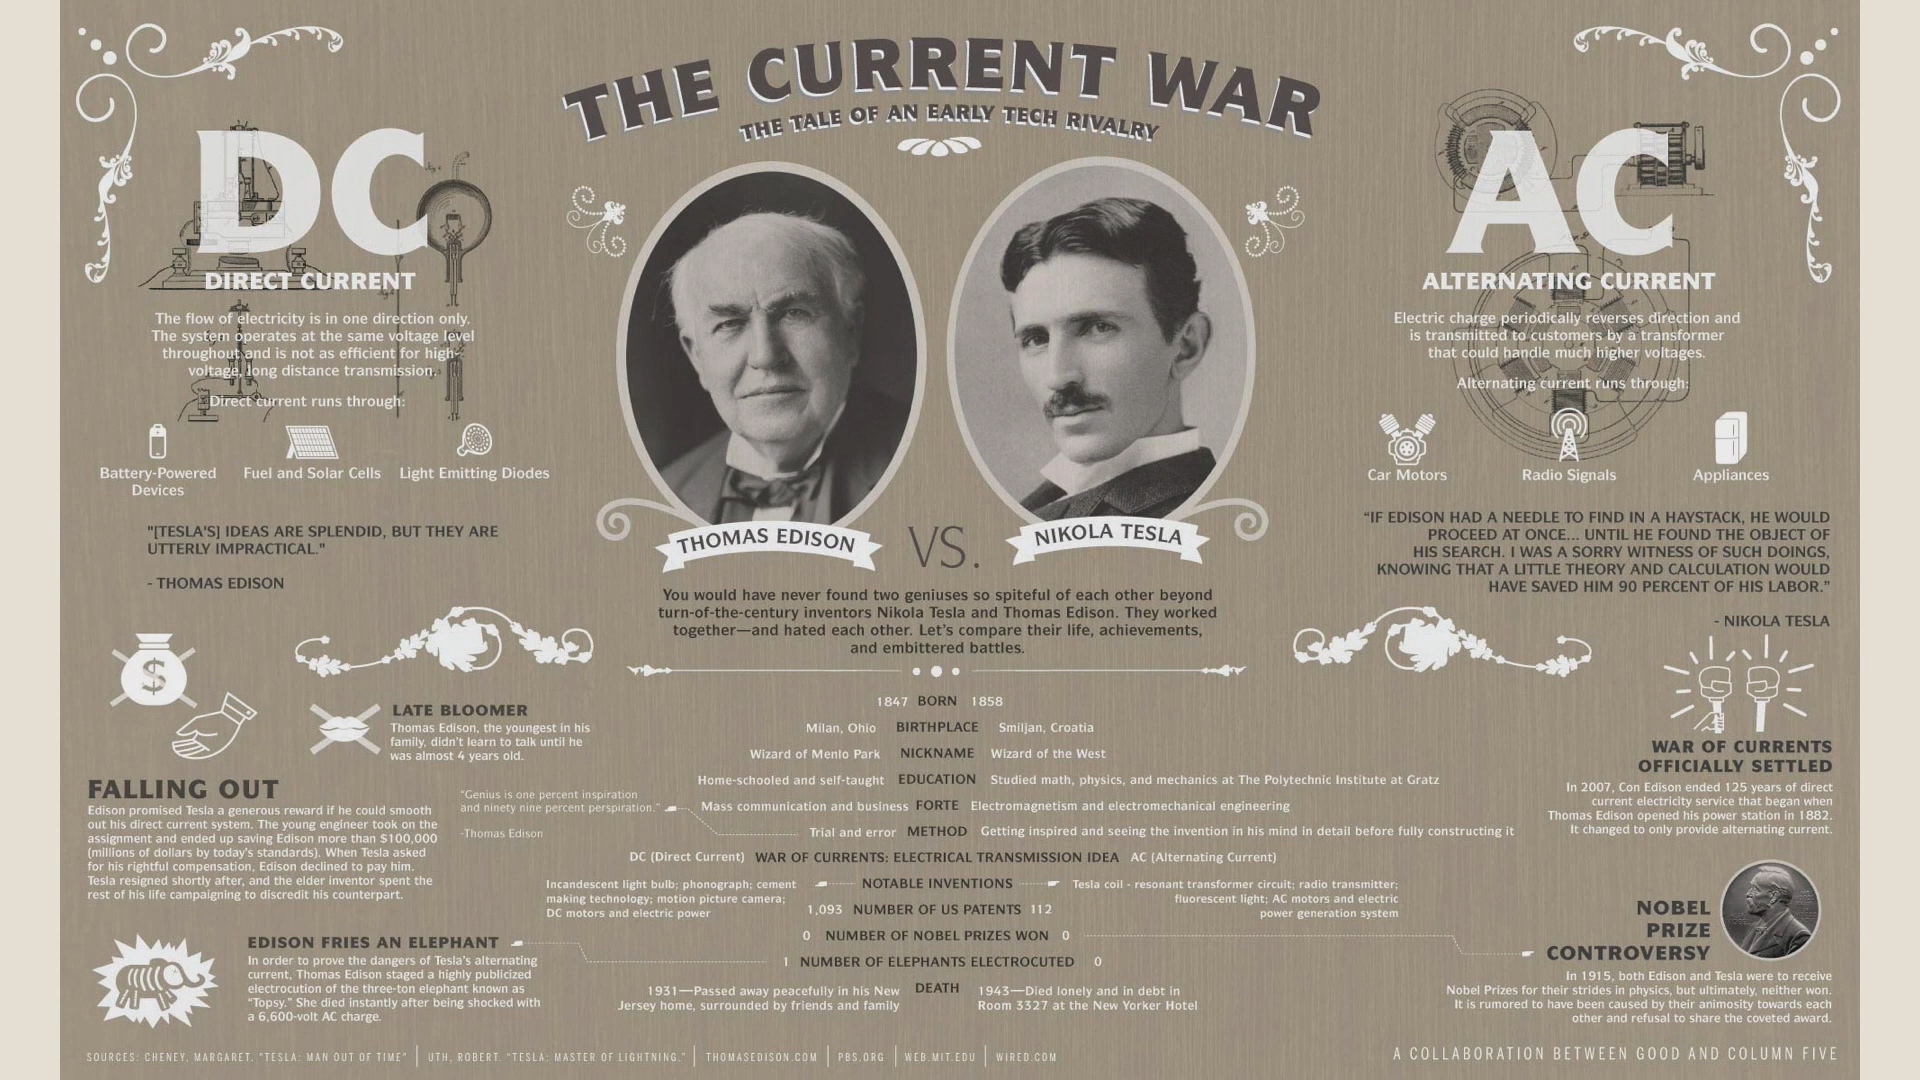 THE CURRENT WAR
THE TALE OF AN EARLY TECH RIVALRY
DC
DIRECT CURRENT
The flow of electricity is in one direction only.
The system operates at the same voltage level
throughout and is not as efficient for high-
voltage, long distance transmission.
Direct current runs through:
Battery-Powered
Devices
Fuel and Solar Cells
Light Emitting Diodes
"[TESLA'S] IDEAS ARE SPLENDID, BUT THEY ARE
UTTERLY IMPRACTICAL."
- THOMAS EDISON
AC
ALTERNATING CURRENT
Electric charge periodically reverses direction and
is transmitted to customers by a transformer
that could handle much higher voltages.
Alternating current runs through:
Car Motors
Radio Signals
Appliances
“IF EDISON HAD A NEEDLE TO FIND IN A HAYSTACK, HE WOULD
PROCEED AT ONCE... UNTIL HE FOUND THE OBJECT OF
HIS SEARCH. I WAS A SORRY WITNESS OF SUCH DOINGS,
KNOWING THAT A LITTLE THEORY AND CALCULATION WOULD
HAVE SAVED HIM 90 PERCENT OF HIS LABOR.”
- NIKOLA TESLA
THOMAS EDISON
VS.
NIKOLA TESLA
You would have never found two geniuses so spiteful of each other beyond
turn-of-the-century inventors Nikola Tesla and Thomas Edison. They worked
together—and hated each other. Let’s compare their life, achievements,
and embittered battles.
$
LATE BLOOMER
Thomas Edison, the youngest in his
family, didn’t learn to talk until he
was almost 4 years old.
FALLING OUT
Edison promised Tesla a generous reward if he could smooth
out his direct current system. The young engineer took on the
assignment and ended up saving Edison more than $100,000
(millions of dollars by today’s standards). When Tesla asked
for his rightful compensation, Edison declined to pay him.
Tesla resigned shortly after, and the elder inventor spent the
rest of his life campaigning to discredit his counterpart.
"Genius is one percent inspiration
and ninety nine percent perspiration."
-Thomas Edison
1847 BORN 1858
Milan, Ohio BIRTHPLACE Smiljan, Croatia
Wizard of Menlo Park NICKNAME Wizard of the West
Home-schooled and self-taught EDUCATION Studied math, physics, and mechanics at The Polytechnic Institute at Gratz
Mass communication and business FORTE Electromagnetism and electromechanical engineering
Trial and error METHOD Getting inspired and seeing the invention in his mind in detail before fully constructing it
DC (Direct Current) WAR OF CURRENTS: ELECTRICAL TRANSMISSION IDEA AC (Alternating Current)
Incandescent light bulb; phonograph; cement
making technology; motion picture camera;
DC motors and electric power
NOTABLE INVENTIONS
Tesla coil - resonant transformer circuit; radio transmitter;
fluorescent light; AC motors and electric
power generation system
1,093 NUMBER OF US PATENTS 112
0 NUMBER OF NOBEL PRIZES WON 0
1 NUMBER OF ELEPHANTS ELECTROCUTED 0
1931—Passed away peacefully in his New
Jersey home, surrounded by friends and family
DEATH
1943—Died lonely and in debt in
Room 3327 at the New Yorker Hotel
EDISON FRIES AN ELEPHANT
In order to prove the dangers of Tesla’s alternating
current, Thomas Edison staged a highly publicized
electrocution of the three-ton elephant known as
“Topsy.” She died instantly after being shocked with
a 6,600-volt AC charge.
WAR OF CURRENTS
OFFICIALLY SETTLED
In 2007, Con Edison ended 125 years of direct
current electricity service that began when
Thomas Edison opened his power station in 1882.
It changed to only provide alternating current.
NOBEL
PRIZE
CONTROVERSY
In 1915, both Edison and Tesla were to receive
Nobel Prizes for their strides in physics, but ultimately, neither won.
It is rumored to have been caused by their animosity towards each
other and refusal to share the coveted award.
SOURCES: CHENEY, MARGARET. "TESLA: MAN OUT OF TIME" | UTH, ROBERT. "TESLA: MASTER OF LIGHTNING." | THOMASEDISON.COM | PBS.ORG | WEB.MIT.EDU | WIRED.COM
A COLLABORATION BETWEEN GOOD AND COLUMN FIVE